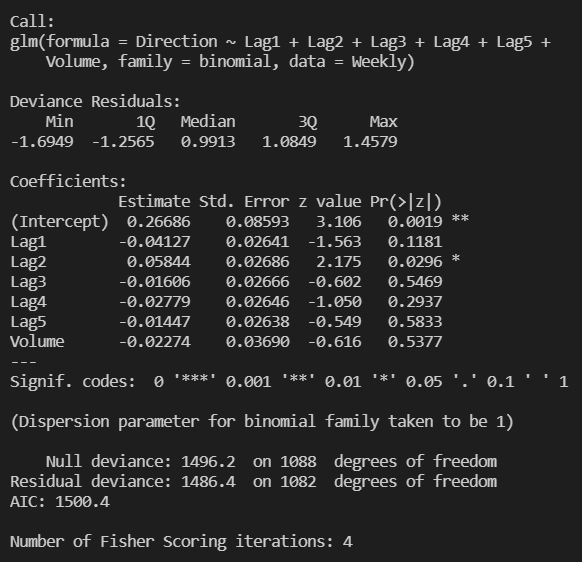 Call:
glm(formula = Direction ~ Lag1 + Lag2 + Lag3 + Lag4 + Lag5 +
    Volume, family = binomial, data = Weekly)

Deviance Residuals:
    Min       1Q   Median       3Q      Max
-1.6949  -1.2565   0.9913   1.0849   1.4579

Coefficients:
            Estimate Std. Error z value Pr(>|z|)
(Intercept)  0.26686    0.08593   3.106   0.0019 **
Lag1        -0.04127    0.02641  -1.563   0.1181
Lag2         0.05844    0.02686   2.175   0.0296 *
Lag3        -0.01606    0.02666  -0.602   0.5469
Lag4        -0.02779    0.02646  -1.050   0.2937
Lag5        -0.01447    0.02638  -0.549   0.5833
Volume      -0.02274    0.03690  -0.616   0.5377
---
Signif. codes:  0 '***' 0.001 '**' 0.01 '*' 0.05 '.' 0.1 ' ' 1

(Dispersion parameter for binomial family taken to be 1)

    Null deviance: 1496.2  on 1088  degrees of freedom
Residual deviance: 1486.4  on 1082  degrees of freedom
AIC: 1500.4

Number of Fisher Scoring iterations: 4